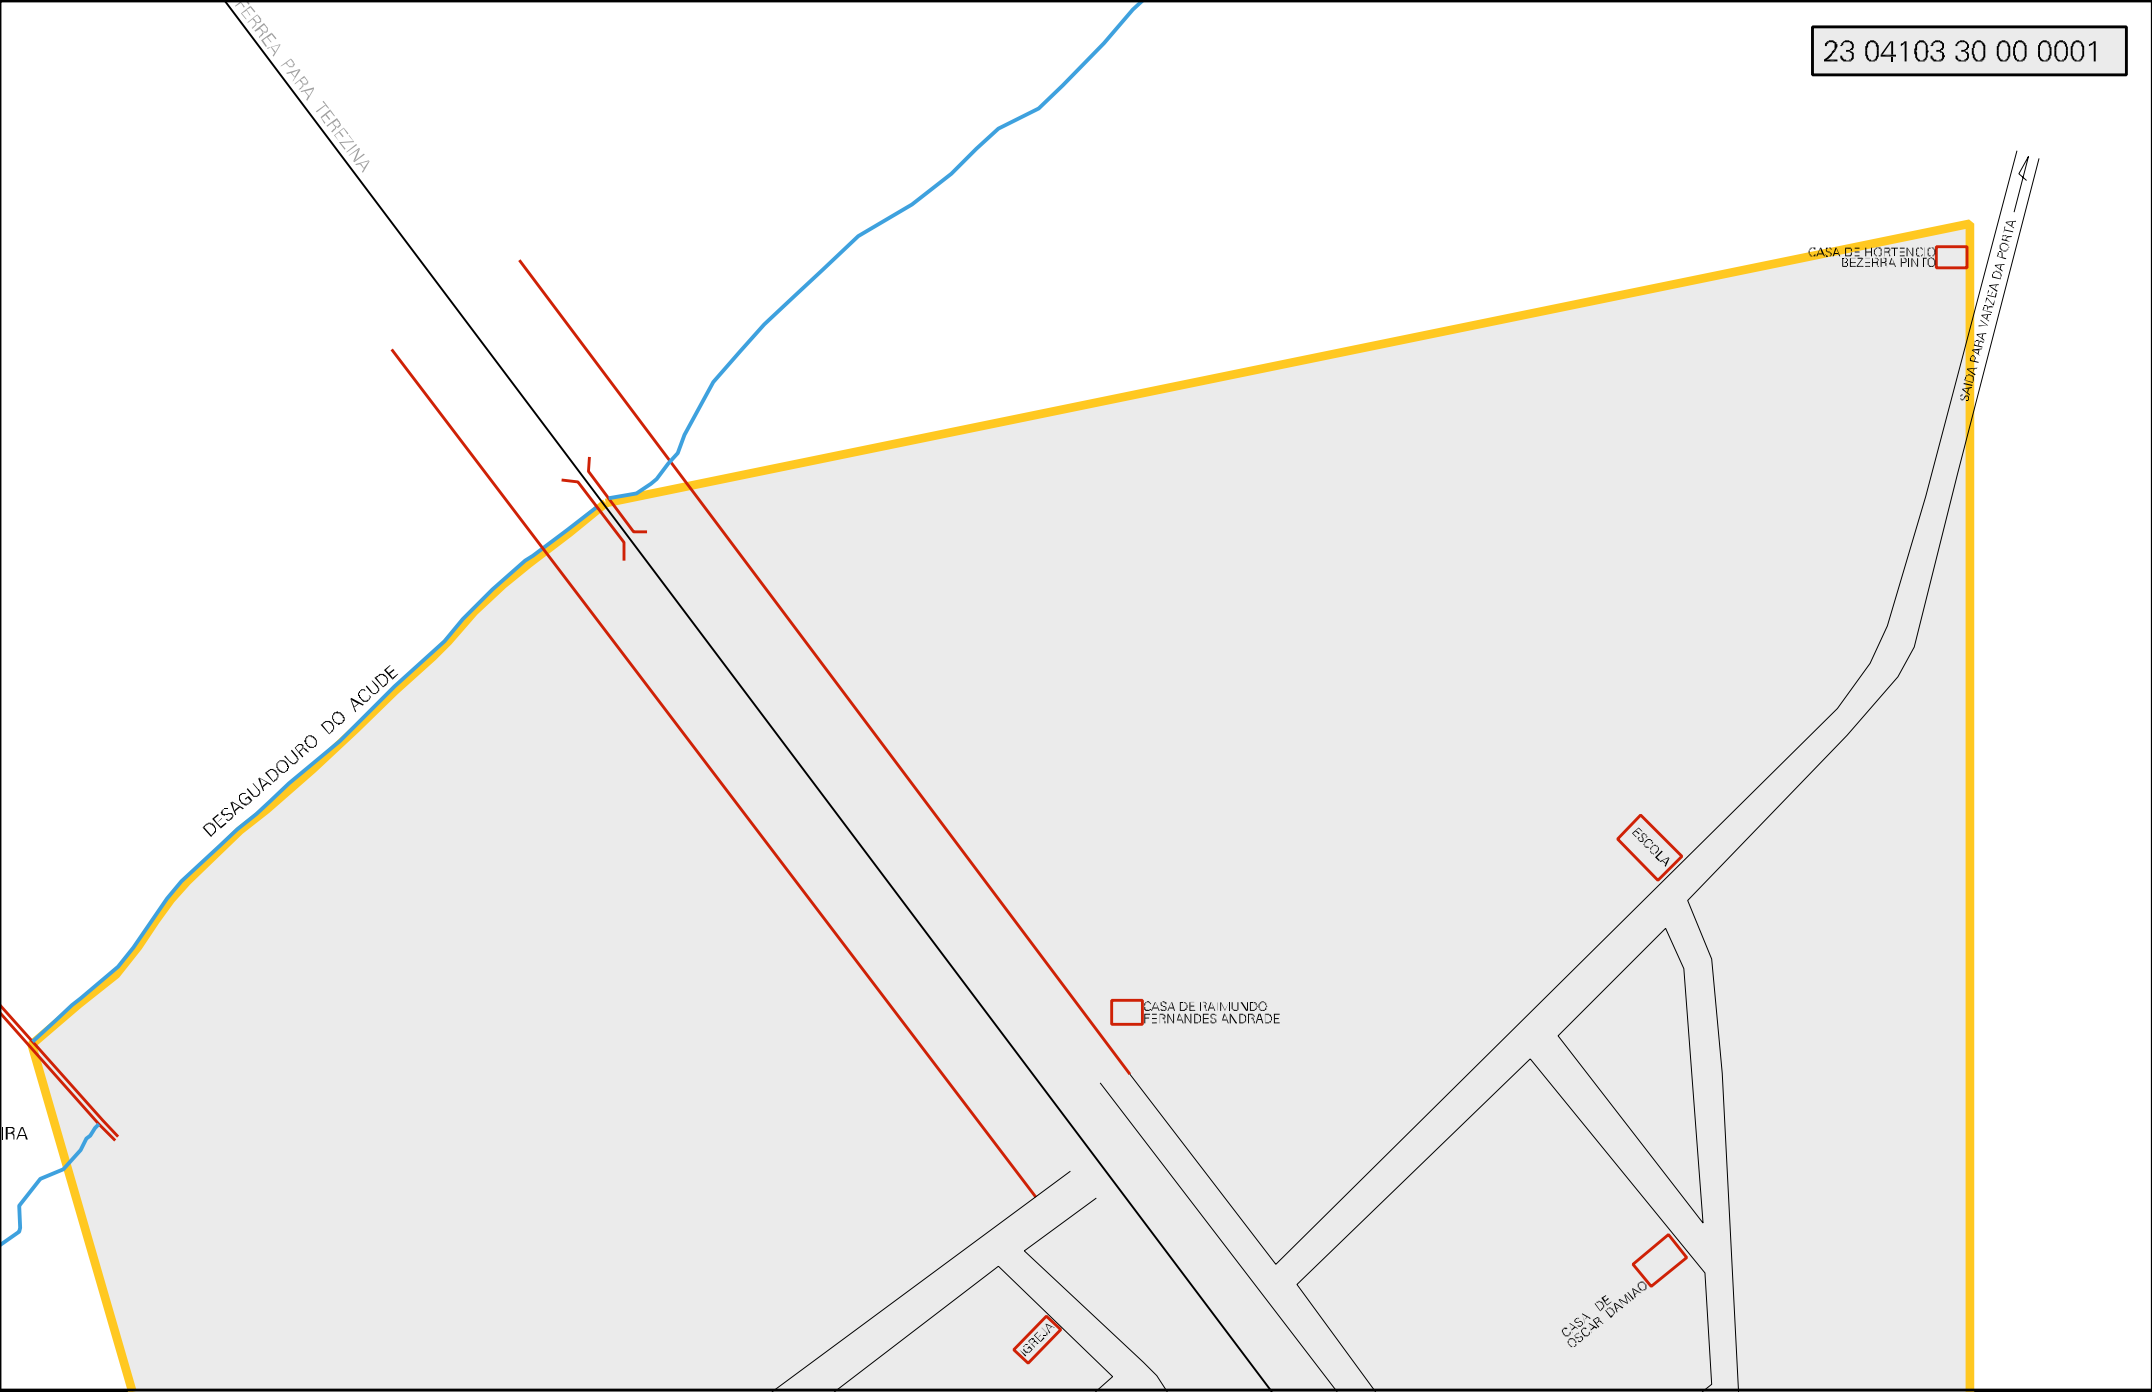 23 04103 30 00 0001
FERREA PARA TEREZINA
CASA DE HORTENCIO
BEZERRA PINTO
SAIDA PARA VARZEA DA PORTA
DESAGUADOURO DO ACUDE
ESCOLA
CASA DE RAIMUNDO
FERNANDES ANDRADE
IRA
CASA DE
OSCAR DAMIAO
IGREJA